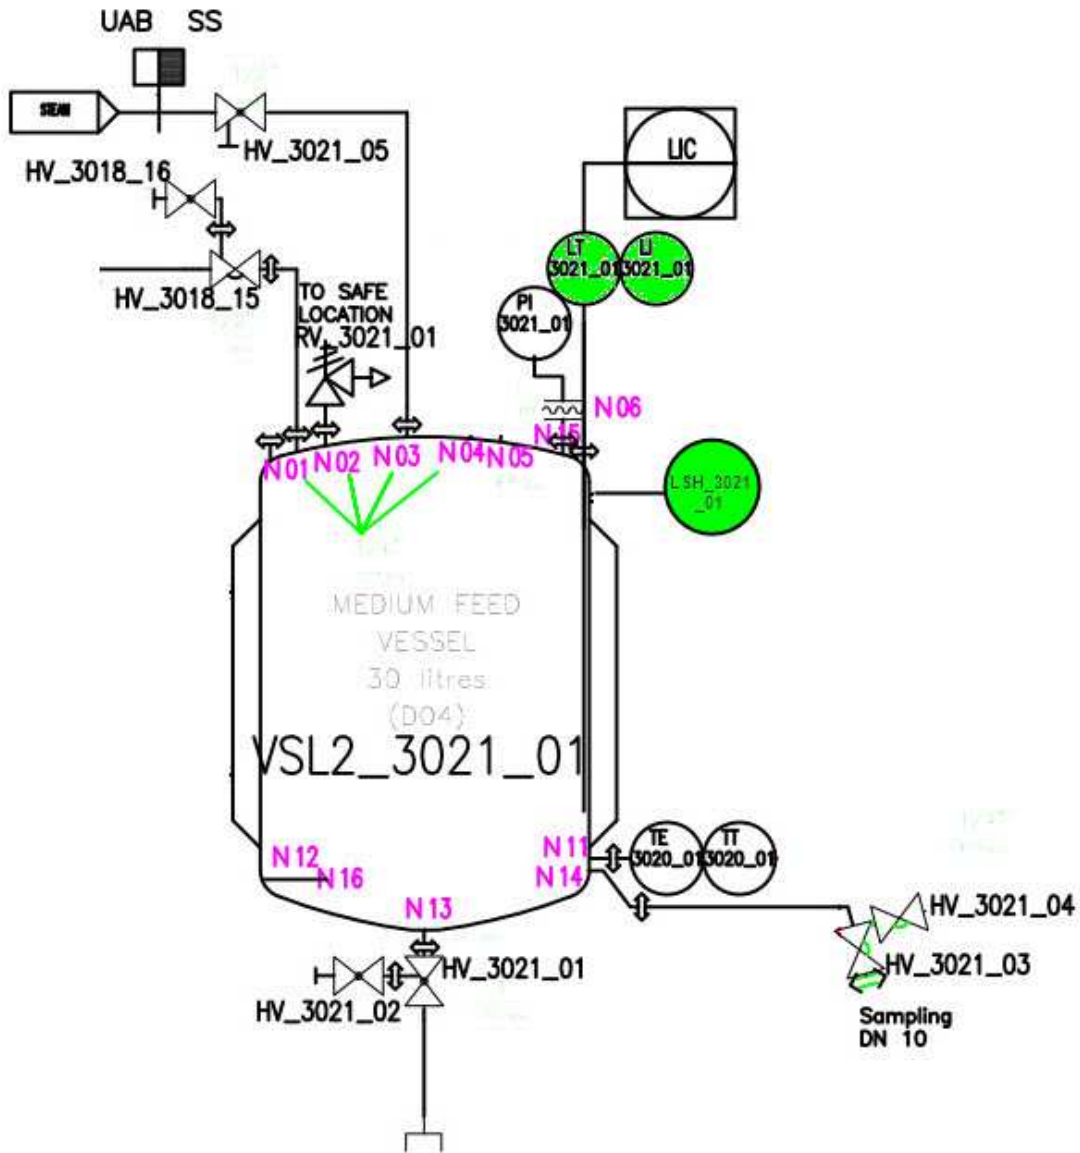 UAB SS
STEAM
HV_3021_05
LIC
HV_3018_16
LT
3021_01
LI
3021_01
HV_3018_15
TO SAFE
LOCATION
RV_3021_01
PI
3021_01
N06
N15
N01
N02
N03
N04
N05
LSH_3021
_01
MEDIUM FEED
VESSEL
30 litres
(D04)
VSL2_3021_01
N12
N16
N11
N14
TE
3020_01
TT
3020_01
N13
HV_3021_04
HV_3021_03
HV_3021_01
HV_3021_02
Sampling
DN 10